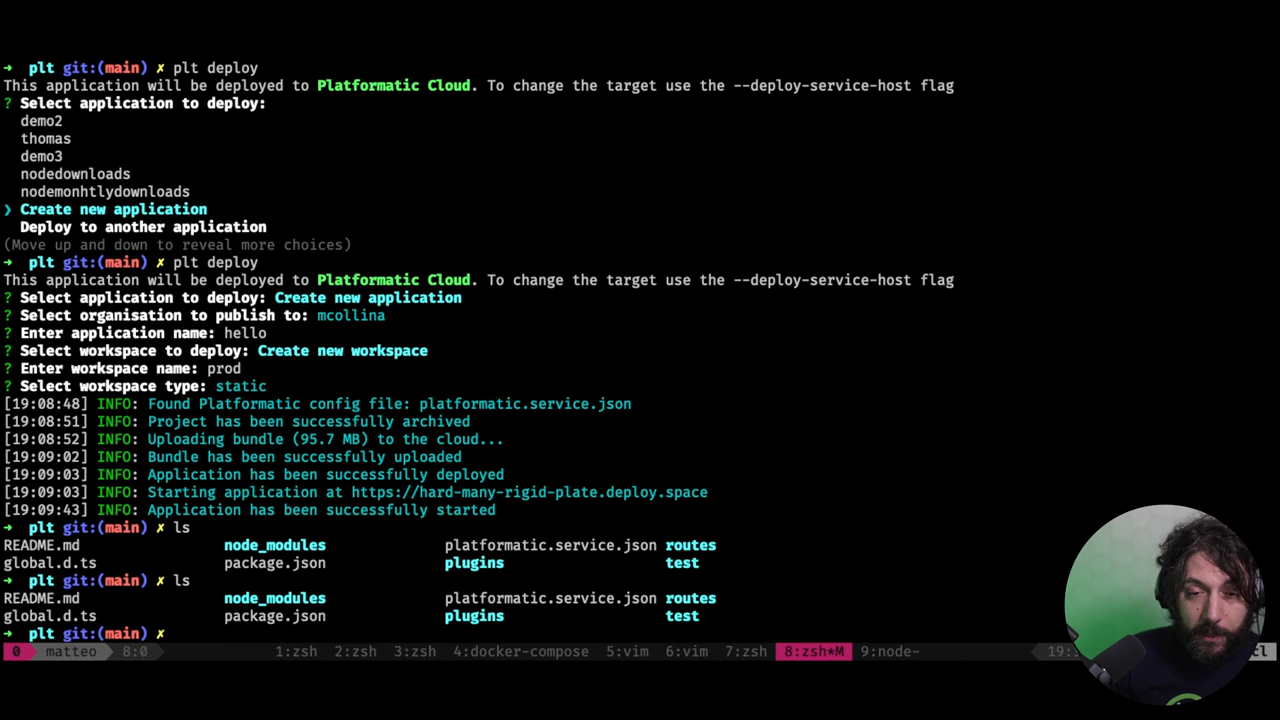 ➜ plt git:(main) ✗ plt deploy
This application will be deployed to Platformatic Cloud. To change the target use the --deploy-service-host flag
? Select application to deploy:
demo2
thomas
demo3
nodedownloads
nodemonhtlydownloads
❯ Create new application
Deploy to another application
(Move up and down to reveal more choices)
➜ plt git:(main) ✗ plt deploy
This application will be deployed to Platformatic Cloud. To change the target use the --deploy-service-host flag
? Select application to deploy: Create new application
? Select organisation to publish to: mcollina
? Enter application name: hello
? Select workspace to deploy: Create new workspace
? Enter workspace name: prod
? Select workspace type: static
[19:08:48] INFO: Found Platformatic config file: platformatic.service.json
[19:08:51] INFO: Project has been successfully archived
[19:08:52] INFO: Uploading bundle (95.7 MB) to the cloud...
[19:09:02] INFO: Bundle has been successfully uploaded
[19:09:03] INFO: Application has been successfully deployed
[19:09:03] INFO: Starting application at https://hard-many-rigid-plate.deploy.space
[19:09:43] INFO: Application has been successfully started
➜ plt git:(main) ✗ ls
README.md node_modules platformatic.service.json routes
global.d.ts package.json plugins test
➜ plt git:(main) ✗ ls
README.md node_modules platformatic.service.json routes
global.d.ts package.json plugins test
➜ plt git:(main) ✗
0 matteo 8:0 1:zsh 2:zsh 3:zsh 4:docker-compose 5:vim 6:vim 7:zsh 8:zsh*M 9:node-